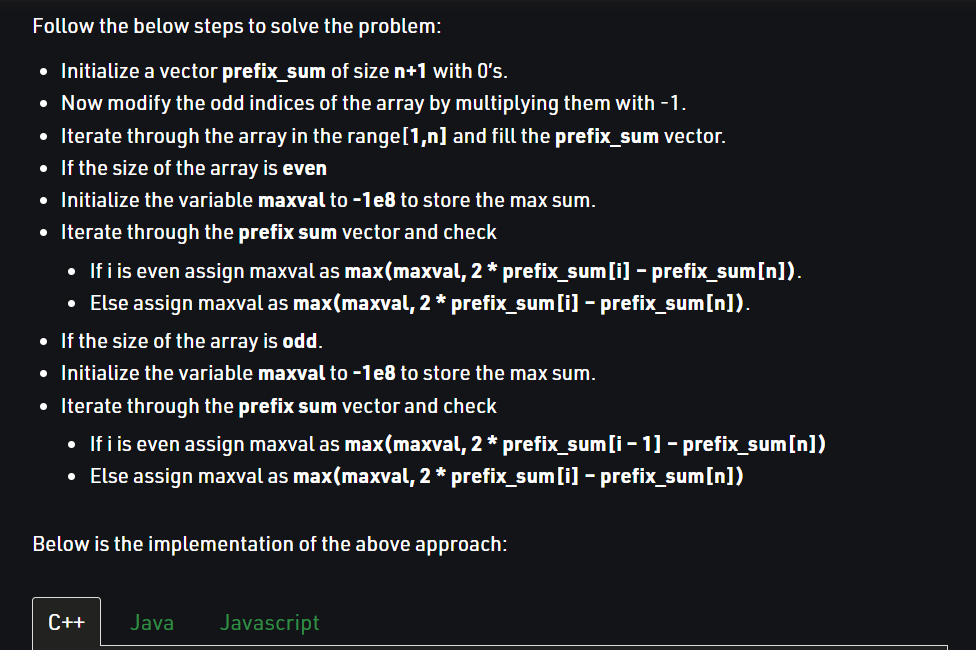 Follow the below steps to solve the problem:
• Initialize a vector prefix_sum of size n+1 with 0's.
• Now modify the odd indices of the array by multiplying them with -1.
• Iterate through the array in the range[1,n] and fill the prefix_sum vector.
• If the size of the array is even
• Initialize the variable maxval to -1e8 to store the max sum.
• Iterate through the prefix sum vector and check
• If i is even assign maxval as max(maxval, 2 * prefix_sum[i] – prefix_sum[n]).
• Else assign maxval as max(maxval, 2 * prefix_sum[i] – prefix_sum[n]).
• If the size of the array is odd.
• Initialize the variable maxval to -1e8 to store the max sum.
• Iterate through the prefix sum vector and check
• If i is even assign maxval as max(maxval, 2 * prefix_sum[i – 1] – prefix_sum[n])
• Else assign maxval as max(maxval, 2 * prefix_sum[i] – prefix_sum[n])
Below is the implementation of the above approach:
C++ Java Javascript